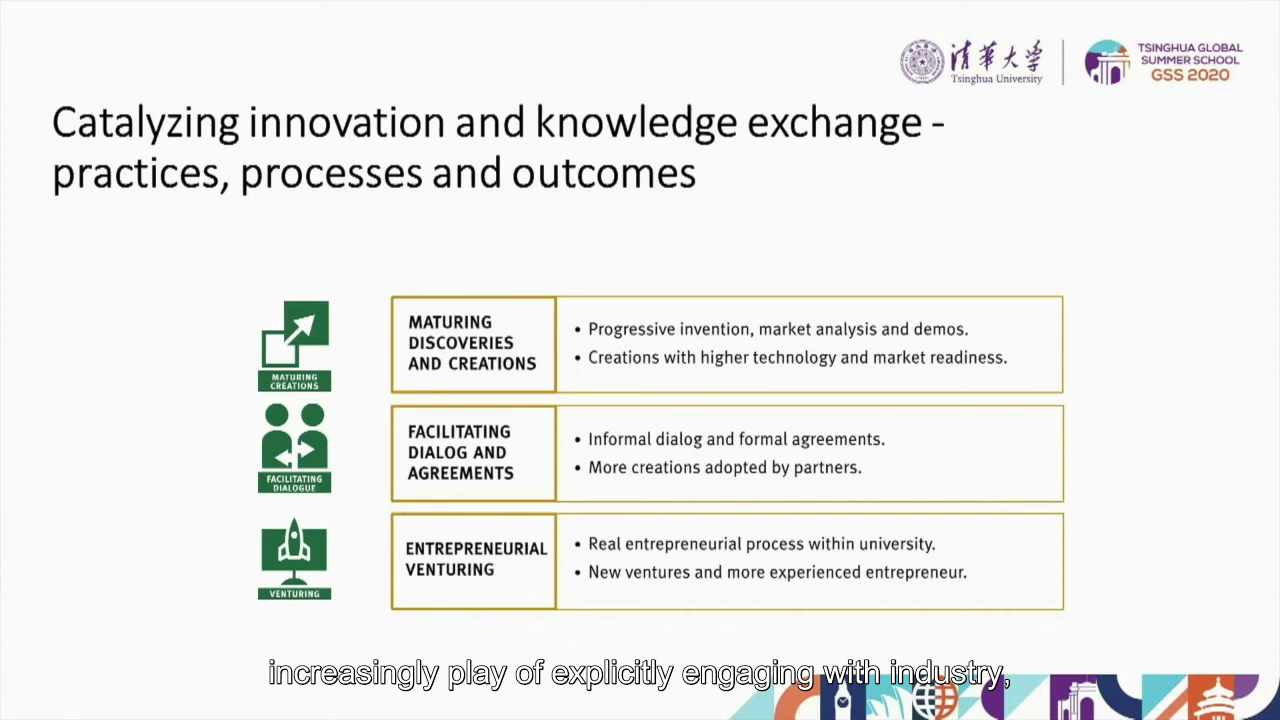 清華大学
Tsinghua University
TSINGHUA GLOBAL
SUMMER SCHOOL
GSS 2020
Catalyzing innovation and knowledge exchange -
practices, processes and outcomes
MATURING
CREATIONS
MATURING
DISCOVERIES
AND CREATIONS
• Progressive invention, market analysis and demos.
• Creations with higher technology and market readiness.
FACILITATING
DIALOGUE
FACILITATING
DIALOG AND
AGREEMENTS
• Informal dialog and formal agreements.
• More creations adopted by partners.
VENTURING
ENTREPRENEURIAL
VENTURING
• Real entrepreneurial process within university.
• New ventures and more experienced entrepreneur.
increasingly play of explicitly engaging with industry,